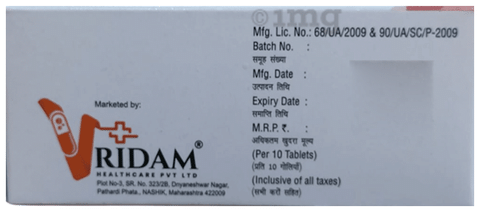 ©1mg
Mfg. Lic. No.: 68/UA/2009 & 90/UA/SC/P-2009
Batch No. :
समूह संख्या
Mfg. Date :
उत्पादन तिथि
Expiry Date :
समाप्ति तिथि
M.R.P. ₹. :
अधिकतम खुदरा मूल्य
(Per 10 Tablets)
(प्रति 10 गोलियाँ)
(Inclusive of all taxes)
(सभी करों सहित)
Marketed by:
VRIDAM®
HEALTHCARE PVT LTD
Plot No-3, SR. No. 323/2B, Dnyaneshwar Nagar,
Pathardi Phata., NASHIK, Maharashtra 422009